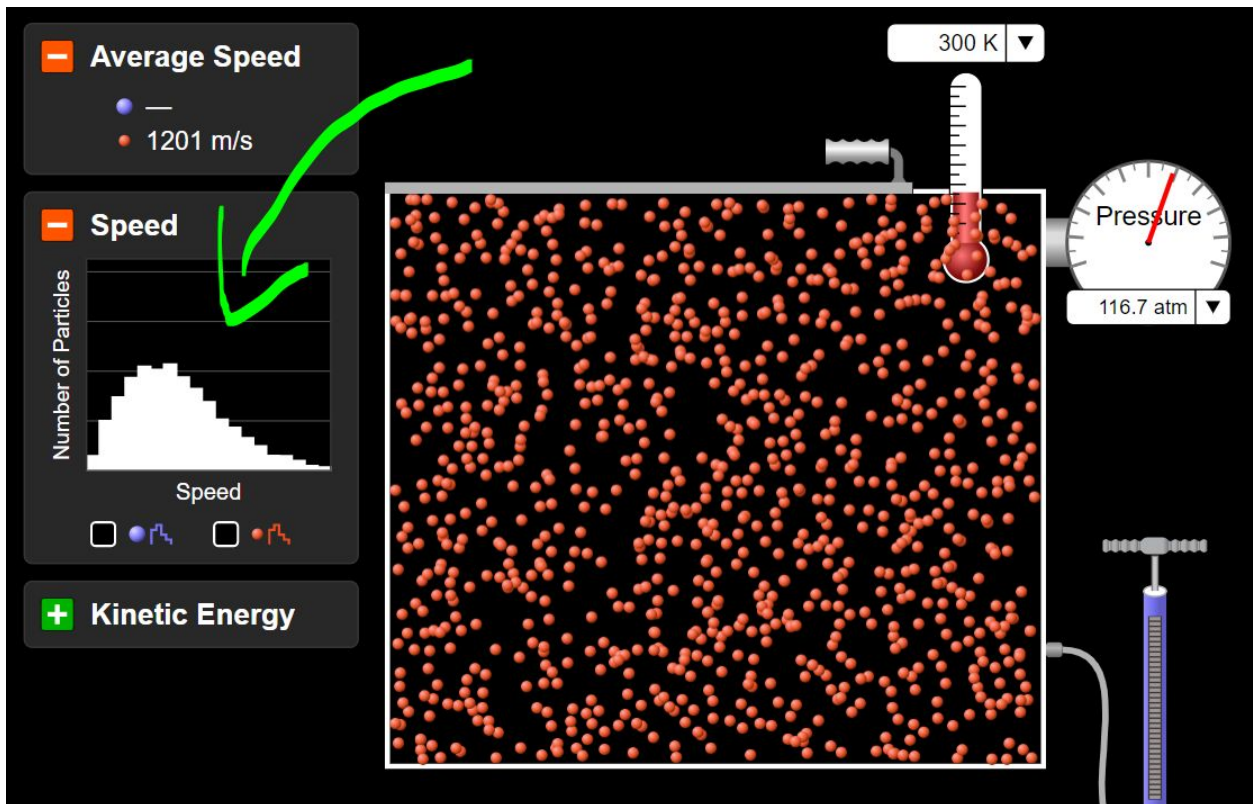 Average Speed
—
1201 m/s
Speed
Number of Particles
Speed
Kinetic Energy
300 K
Pressure
116.7 atm